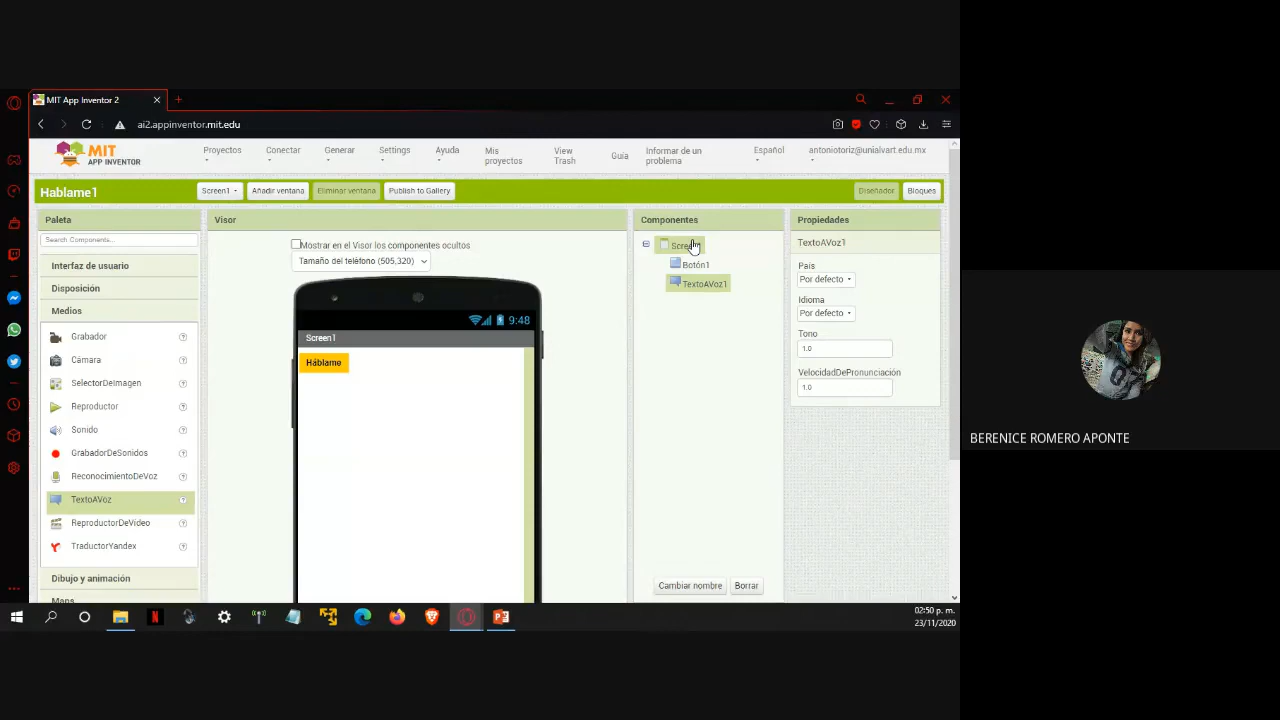 MIT App Inventor 2
ai2.appinventor.mit.edu
MIT
APP INVENTOR
Proyectos
Conectar
Generar
Settings
Ayuda
Mis
proyectos
View
Trash
Guía
Informar de un
problema
Español
antoniotoriz@unialvart.edu.mx
Hablame1
Screen1
Añadir ventana
Eliminar ventana
Publish to Gallery
Diseñador
Bloques
Paleta
Search Components...
Interfaz de usuario
Disposición
Medios
Grabador
Cámara
SelectorDeImagen
Reproductor
Sonido
GrabadorDeSonidos
ReconocimientoDeVoz
TextoAVoz
ReproductorDeVídeo
TraductorYandex
Dibujo y animación
Maps
Visor
Mostrar en el Visor los componentes ocultos
Tamaño del teléfono (505,320)
9:48
Screen1
Háblame
Componentes
Botón1
TextoAVoz1
Cambiar nombre
Borrar
Propiedades
TextoAVoz1
País
Por defecto
Idioma
Por defecto
Tono
1.0
VelocidadDePronunciación
1.0
02:50 p. m.
23/11/2020
BERENICE ROMERO APONTE